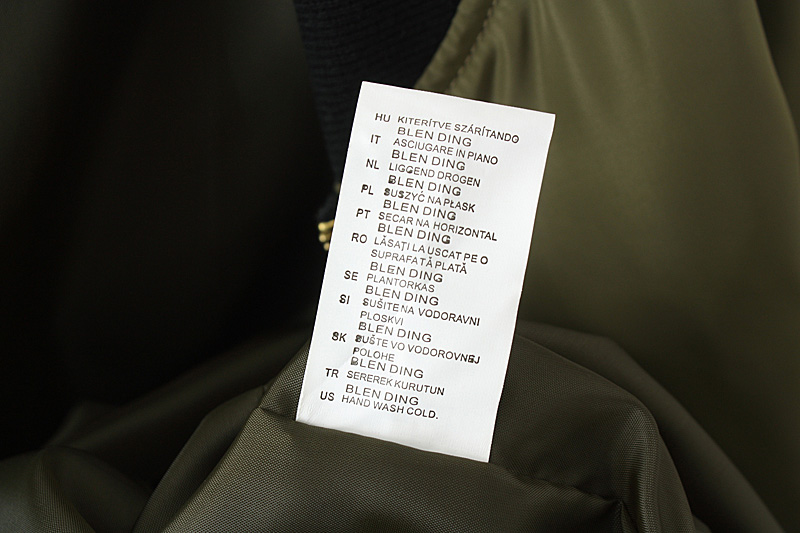 HU KITERÍTVE SZÁRÍTANDO
BLEN DING
IT ASCIUGARE IN PIANO
BLEN DING
NL LIGGEND DROGEN
BLEN DING
PL SUSZYĆ NA PŁASK
BLEN DING
PT SECAR NA HORIZONTAL
BLEN DING
RO LĂSAȚI LA USCAT PE O
SUPRAFATĂ PLATĂ
BLEN DING
SE PLANTORKAS
BLEN DING
SI SUŠITE NA VODORAVNI
PLOSKVI
BLEN DING
SK SUŠTE VO VODOROVNEJ
POLOHE
BLEN DING
TR SEREREK KURUTUN
BLEN DING
US HAND WASH COLD.